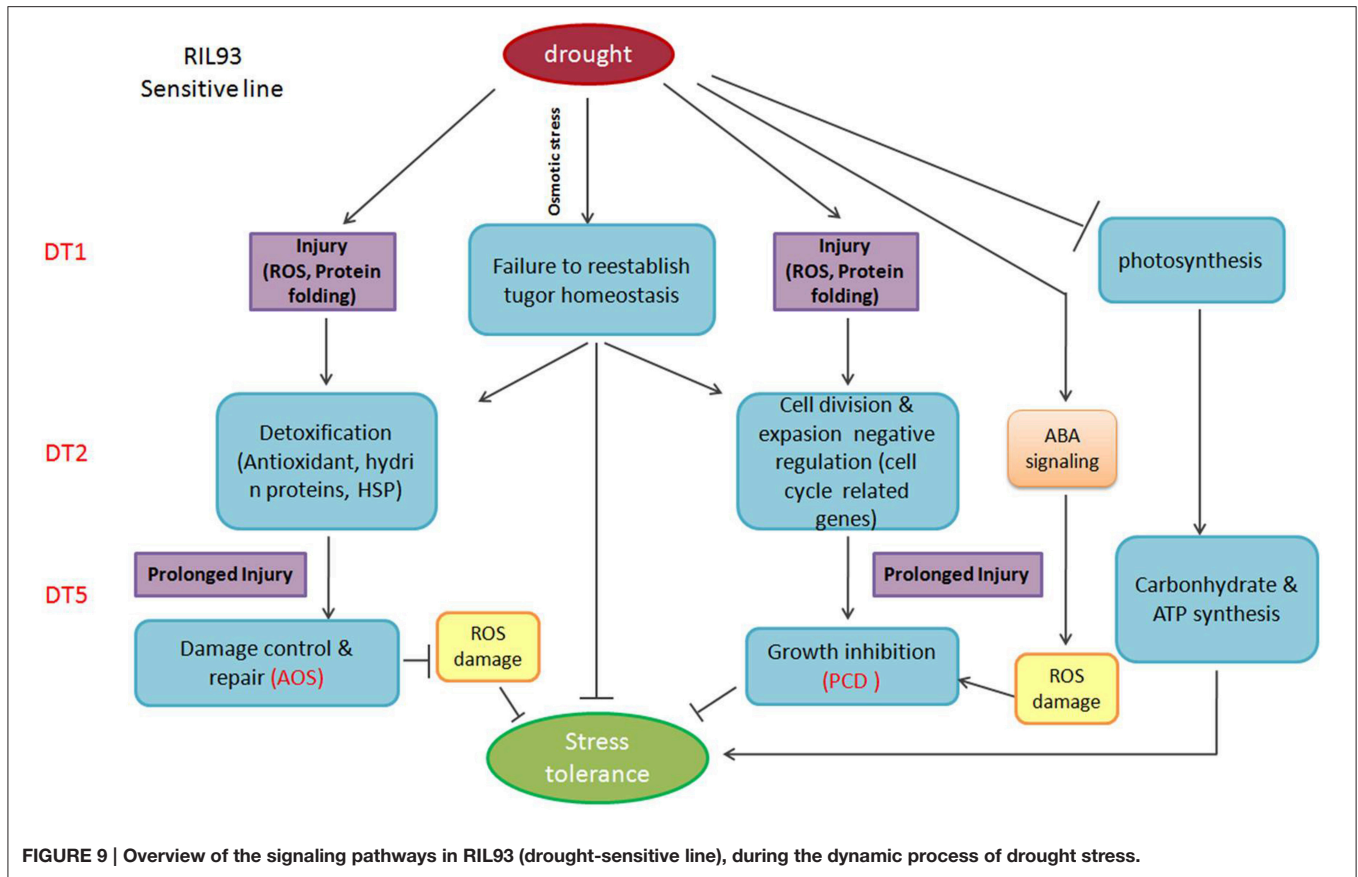 RIL93
Sensitive line
drought
Osmotic stress
DT1
Injury
(ROS, Protein
folding)
Failure to reestablish
tugor homeostasis
Injury
(ROS, Protein
folding)
photosynthesis
DT2
Detoxification
(Antioxidant, hydri
n proteins, HSP)
Cell division &
expasion negative
regulation (cell
cycle related
genes)
ABA
signaling
DT5
Prolonged Injury
Prolonged Injury
Carbonhydrate &
ATP synthesis
Damage control &
repair (AOS)
ROS
damage
Growth inhibition
(PCD )
ROS
damage
Stress
tolerance
FIGURE 9 | Overview of the signaling pathways in RIL93 (drought-sensitive line), during the dynamic process of drought stress.